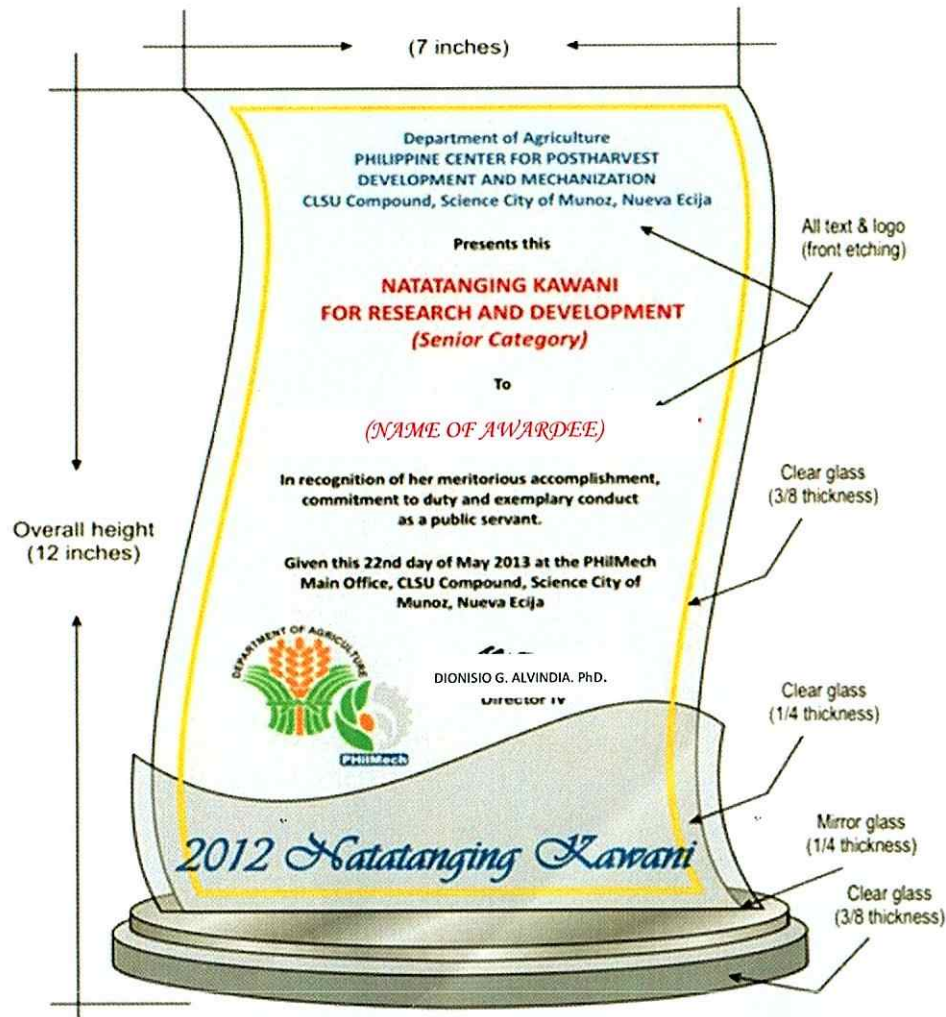 (7 inches)
Department of Agriculture
PHILIPPINE CENTER FOR POSTHARVEST
DEVELOPMENT AND MECHANIZATION
CLSU Compound, Science City of Munoz, Nueva Ecija
Presents this
NATATANGING KAWANI
FOR RESEARCH AND DEVELOPMENT
(Senior Category)
To
(NAME OF AWARDEE)
In recognition of her meritorious accomplishment,
commitment to duty and exemplary conduct
as a public servant.
Given this 22nd day of May 2013 at the PHilMech
Main Office, CLSU Compound, Science City of
Munoz, Nueva Ecija
DEPARTMENT OF AGRICULTURE
PHilMech
DIONISIO G. ALVINDIA. PhD.
Director IV
2012 Natatanging Kawani
Overall height
(12 inches)
All text & logo
(front etching)
Clear glass
(3/8 thickness)
Clear glass
(1/4 thickness)
Mirror glass
(1/4 thickness)
Clear glass
(3/8 thickness)